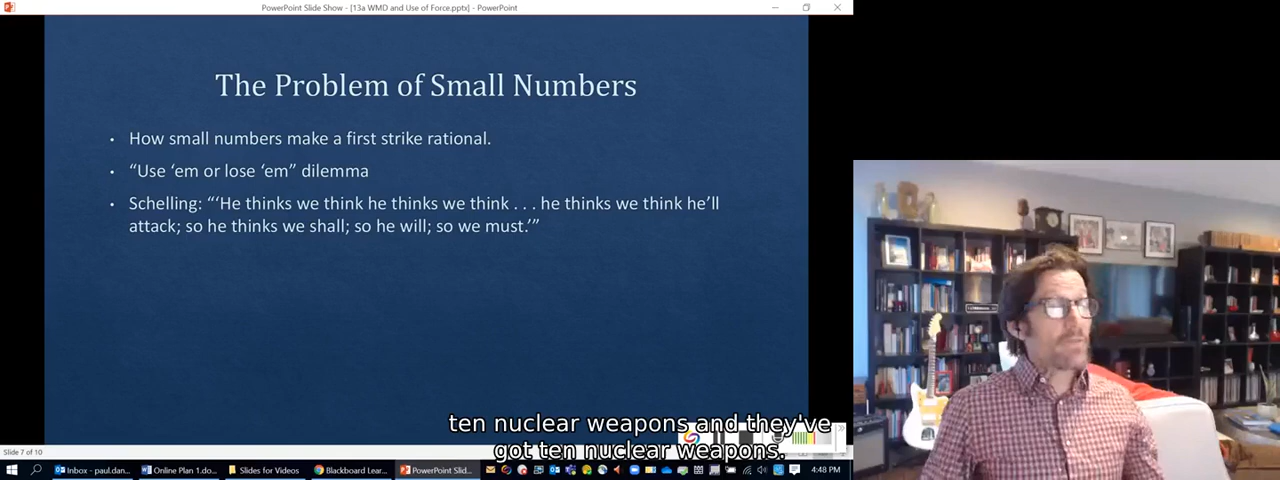 PowerPoint Slide Show - [13a WMD and Use of Force.pptx] - PowerPoint
The Problem of Small Numbers
• How small numbers make a first strike rational.
• “Use ‘em or lose ‘em” dilemma
• Schelling: “‘He thinks we think he thinks we think . . . he thinks we think he’ll
attack; so he thinks we shall; so he will; so we must.’”
ten nuclear weapons and they've
got ten nuclear weapons.
Slide 7 of 10
Inbox - paul.dan...
Online Plan 1.do...
Slides for Videos
Blackboard Lear...
PowerPoint Slid...
4:48 PM